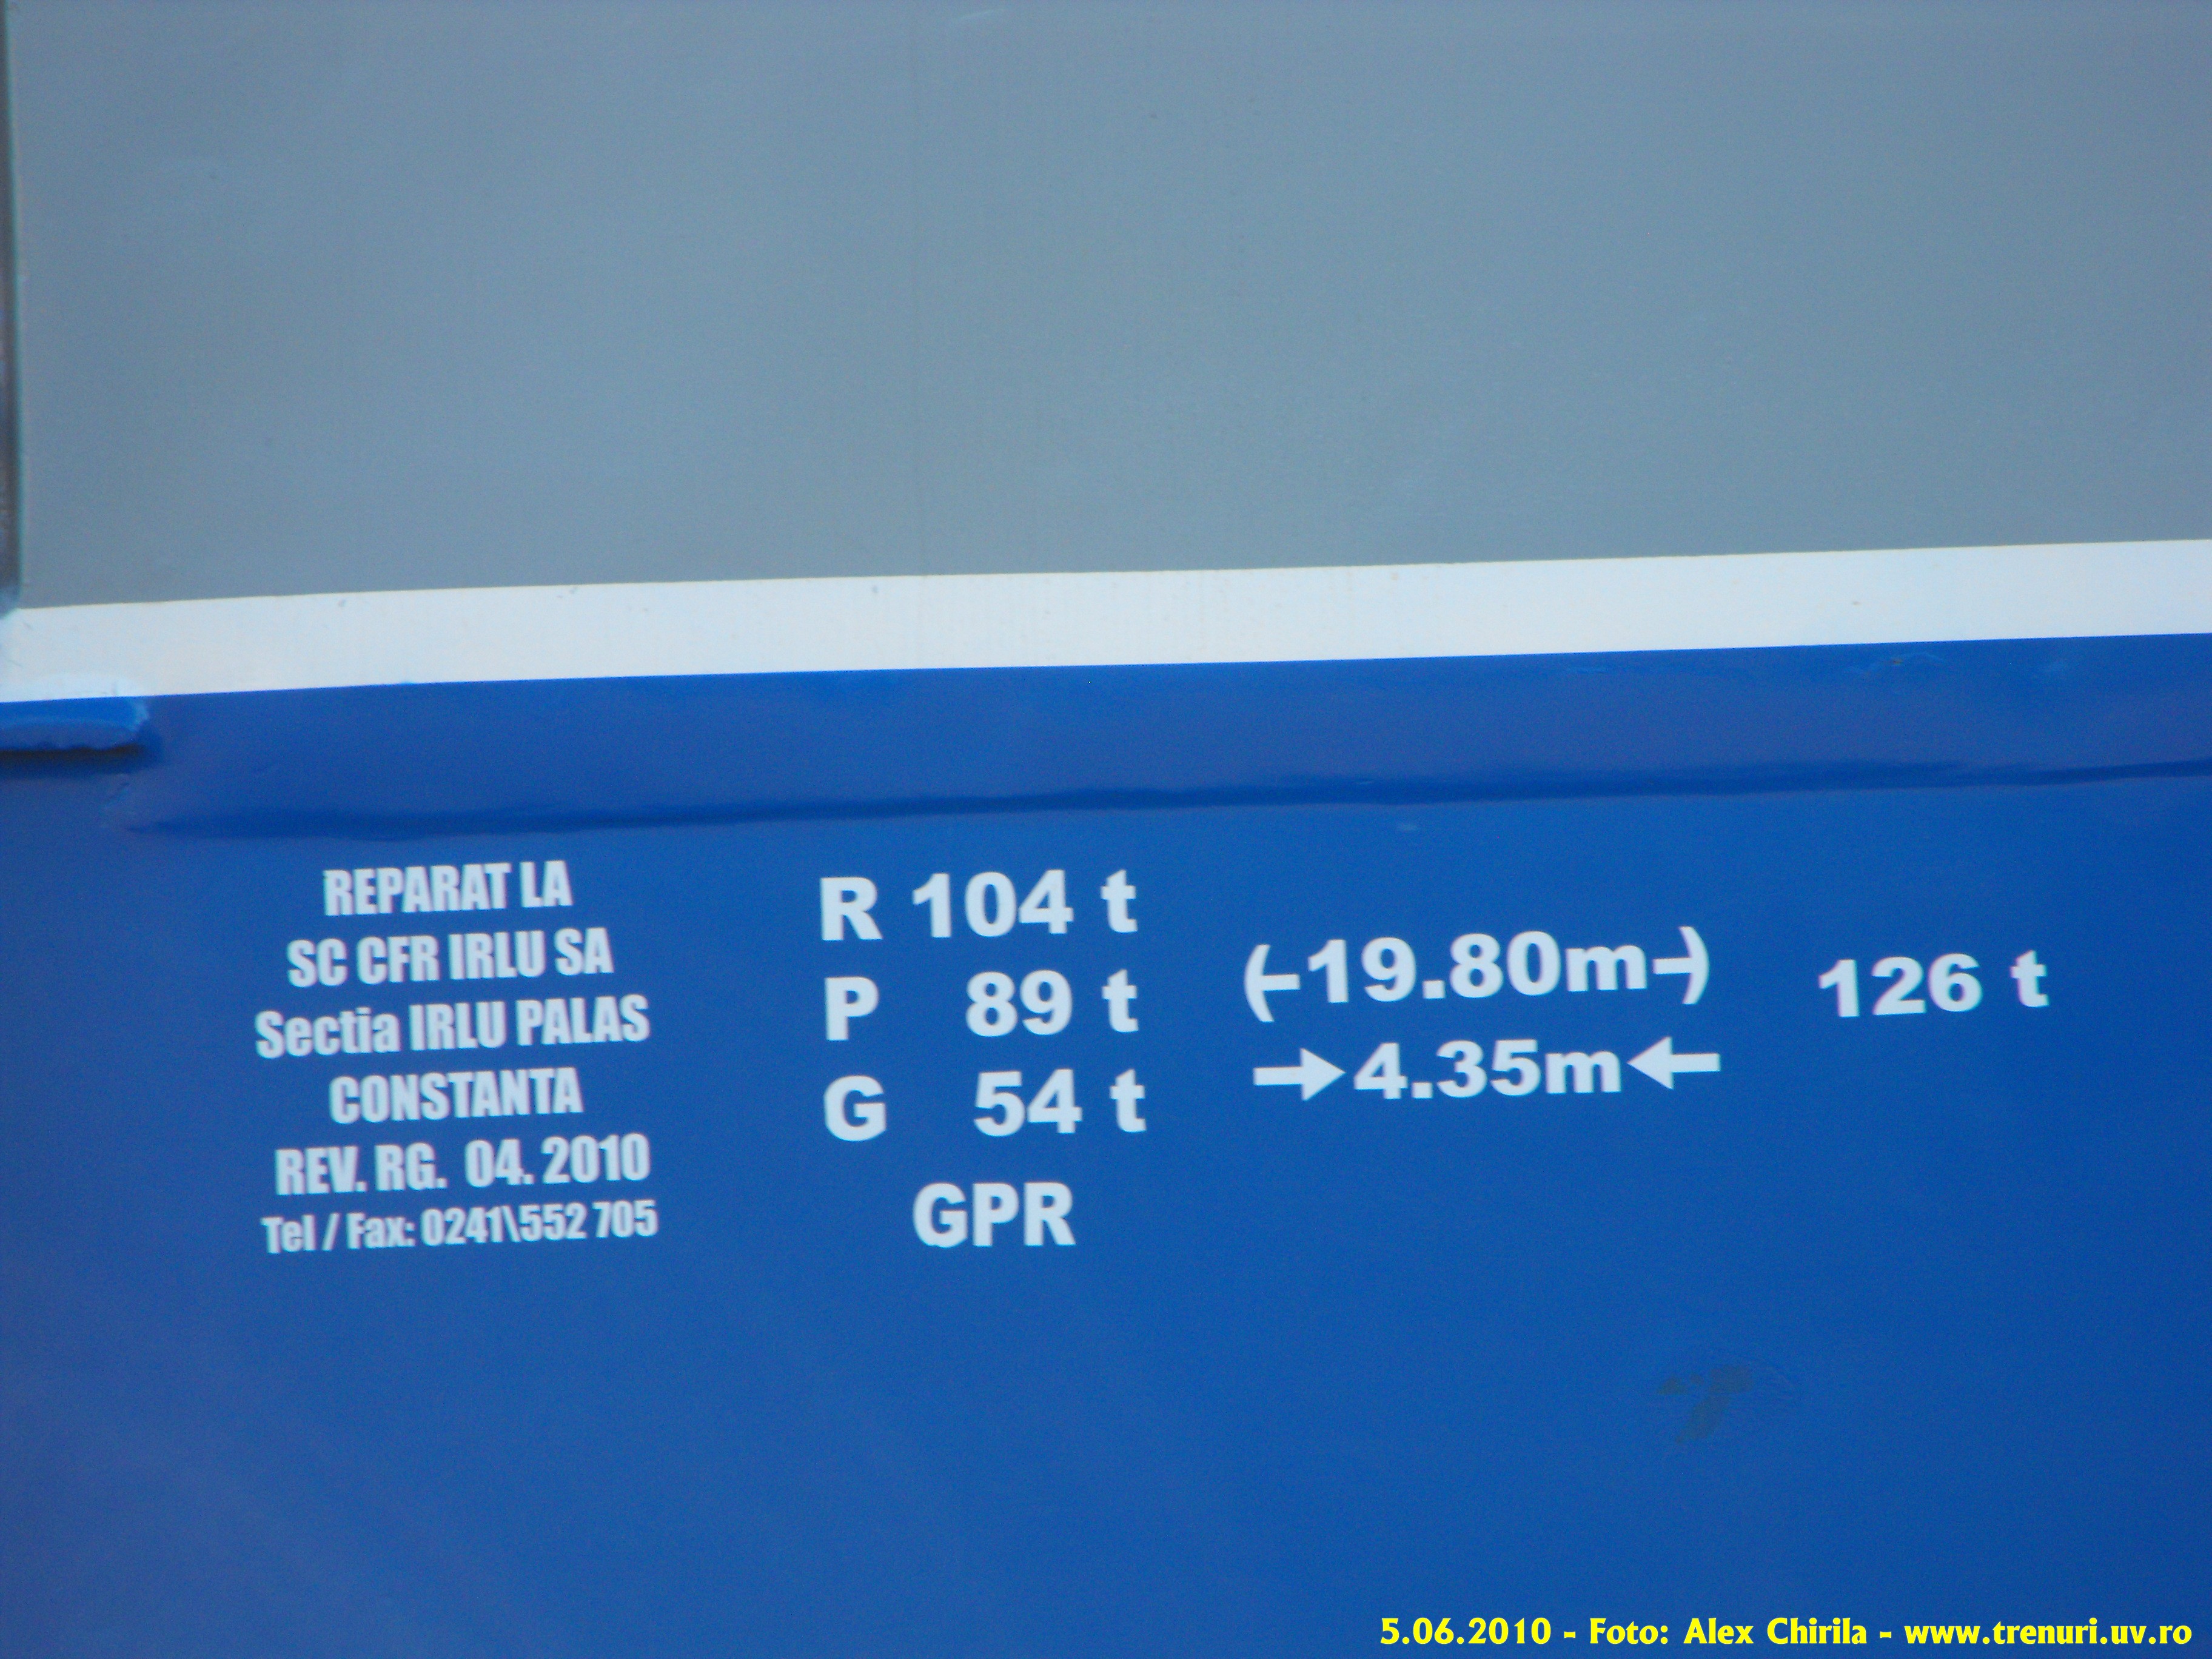 REPARAT LA
SC CFR IRLU SA
Sectia IRLU PALAS
CONSTANTA
REV. RG. 04. 2010
Tel / Fax: 0241\552 705
R 104 t
P 89 t
G 54 t
GPR
(-19.80m-)
→4.35m←
126 t
5.06.2010 - Foto: Alex Chirila - www.trenuri.uv.ro